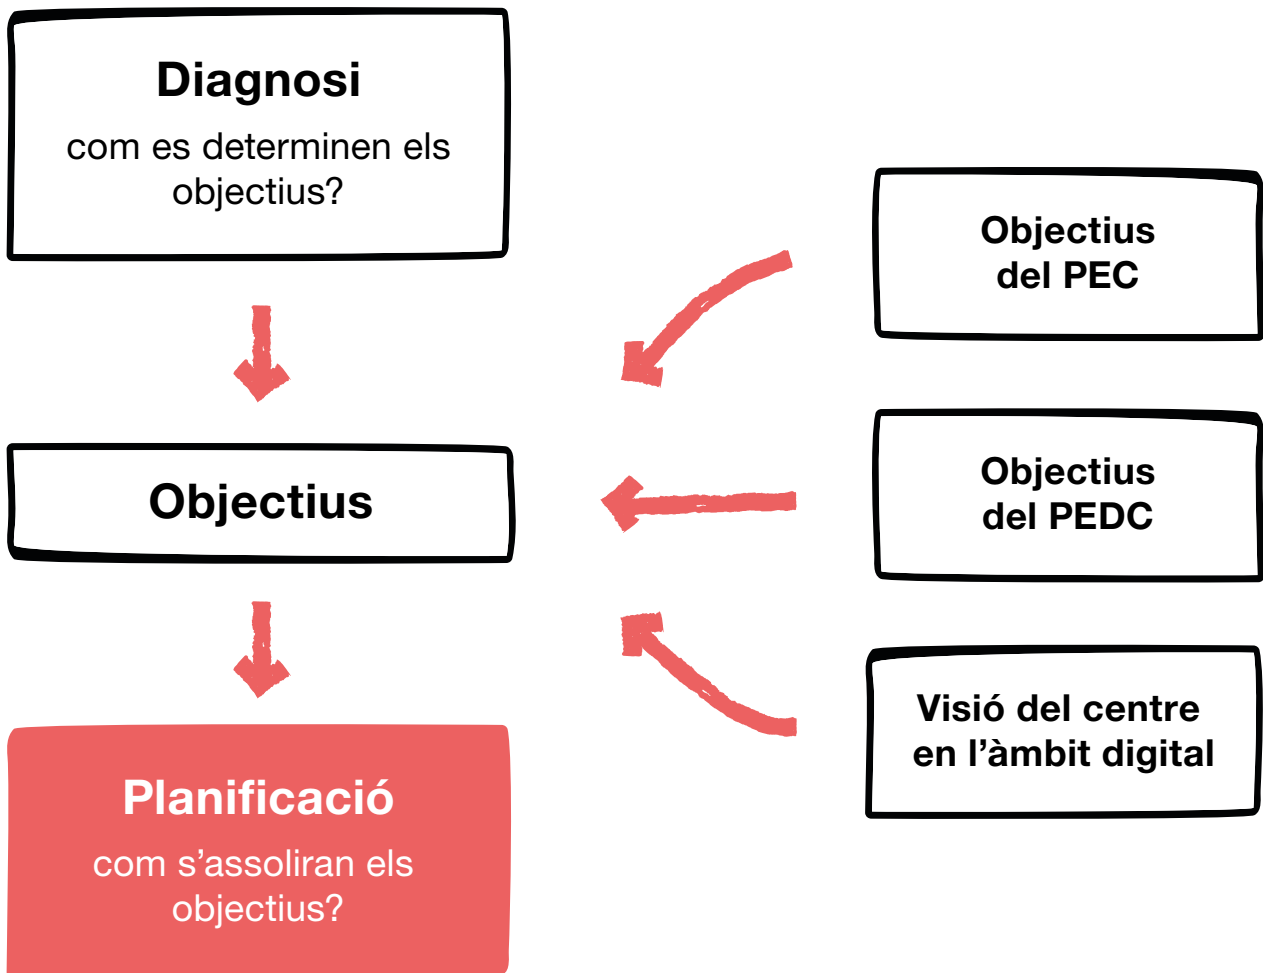 Diagnosi
com es determinen els
objectius?
Objectius
del PEC
Objectius
Objectius
del PEDC
Planificació
com s’assoliran els
objectius?
Visió del centre
en l’àmbit digital